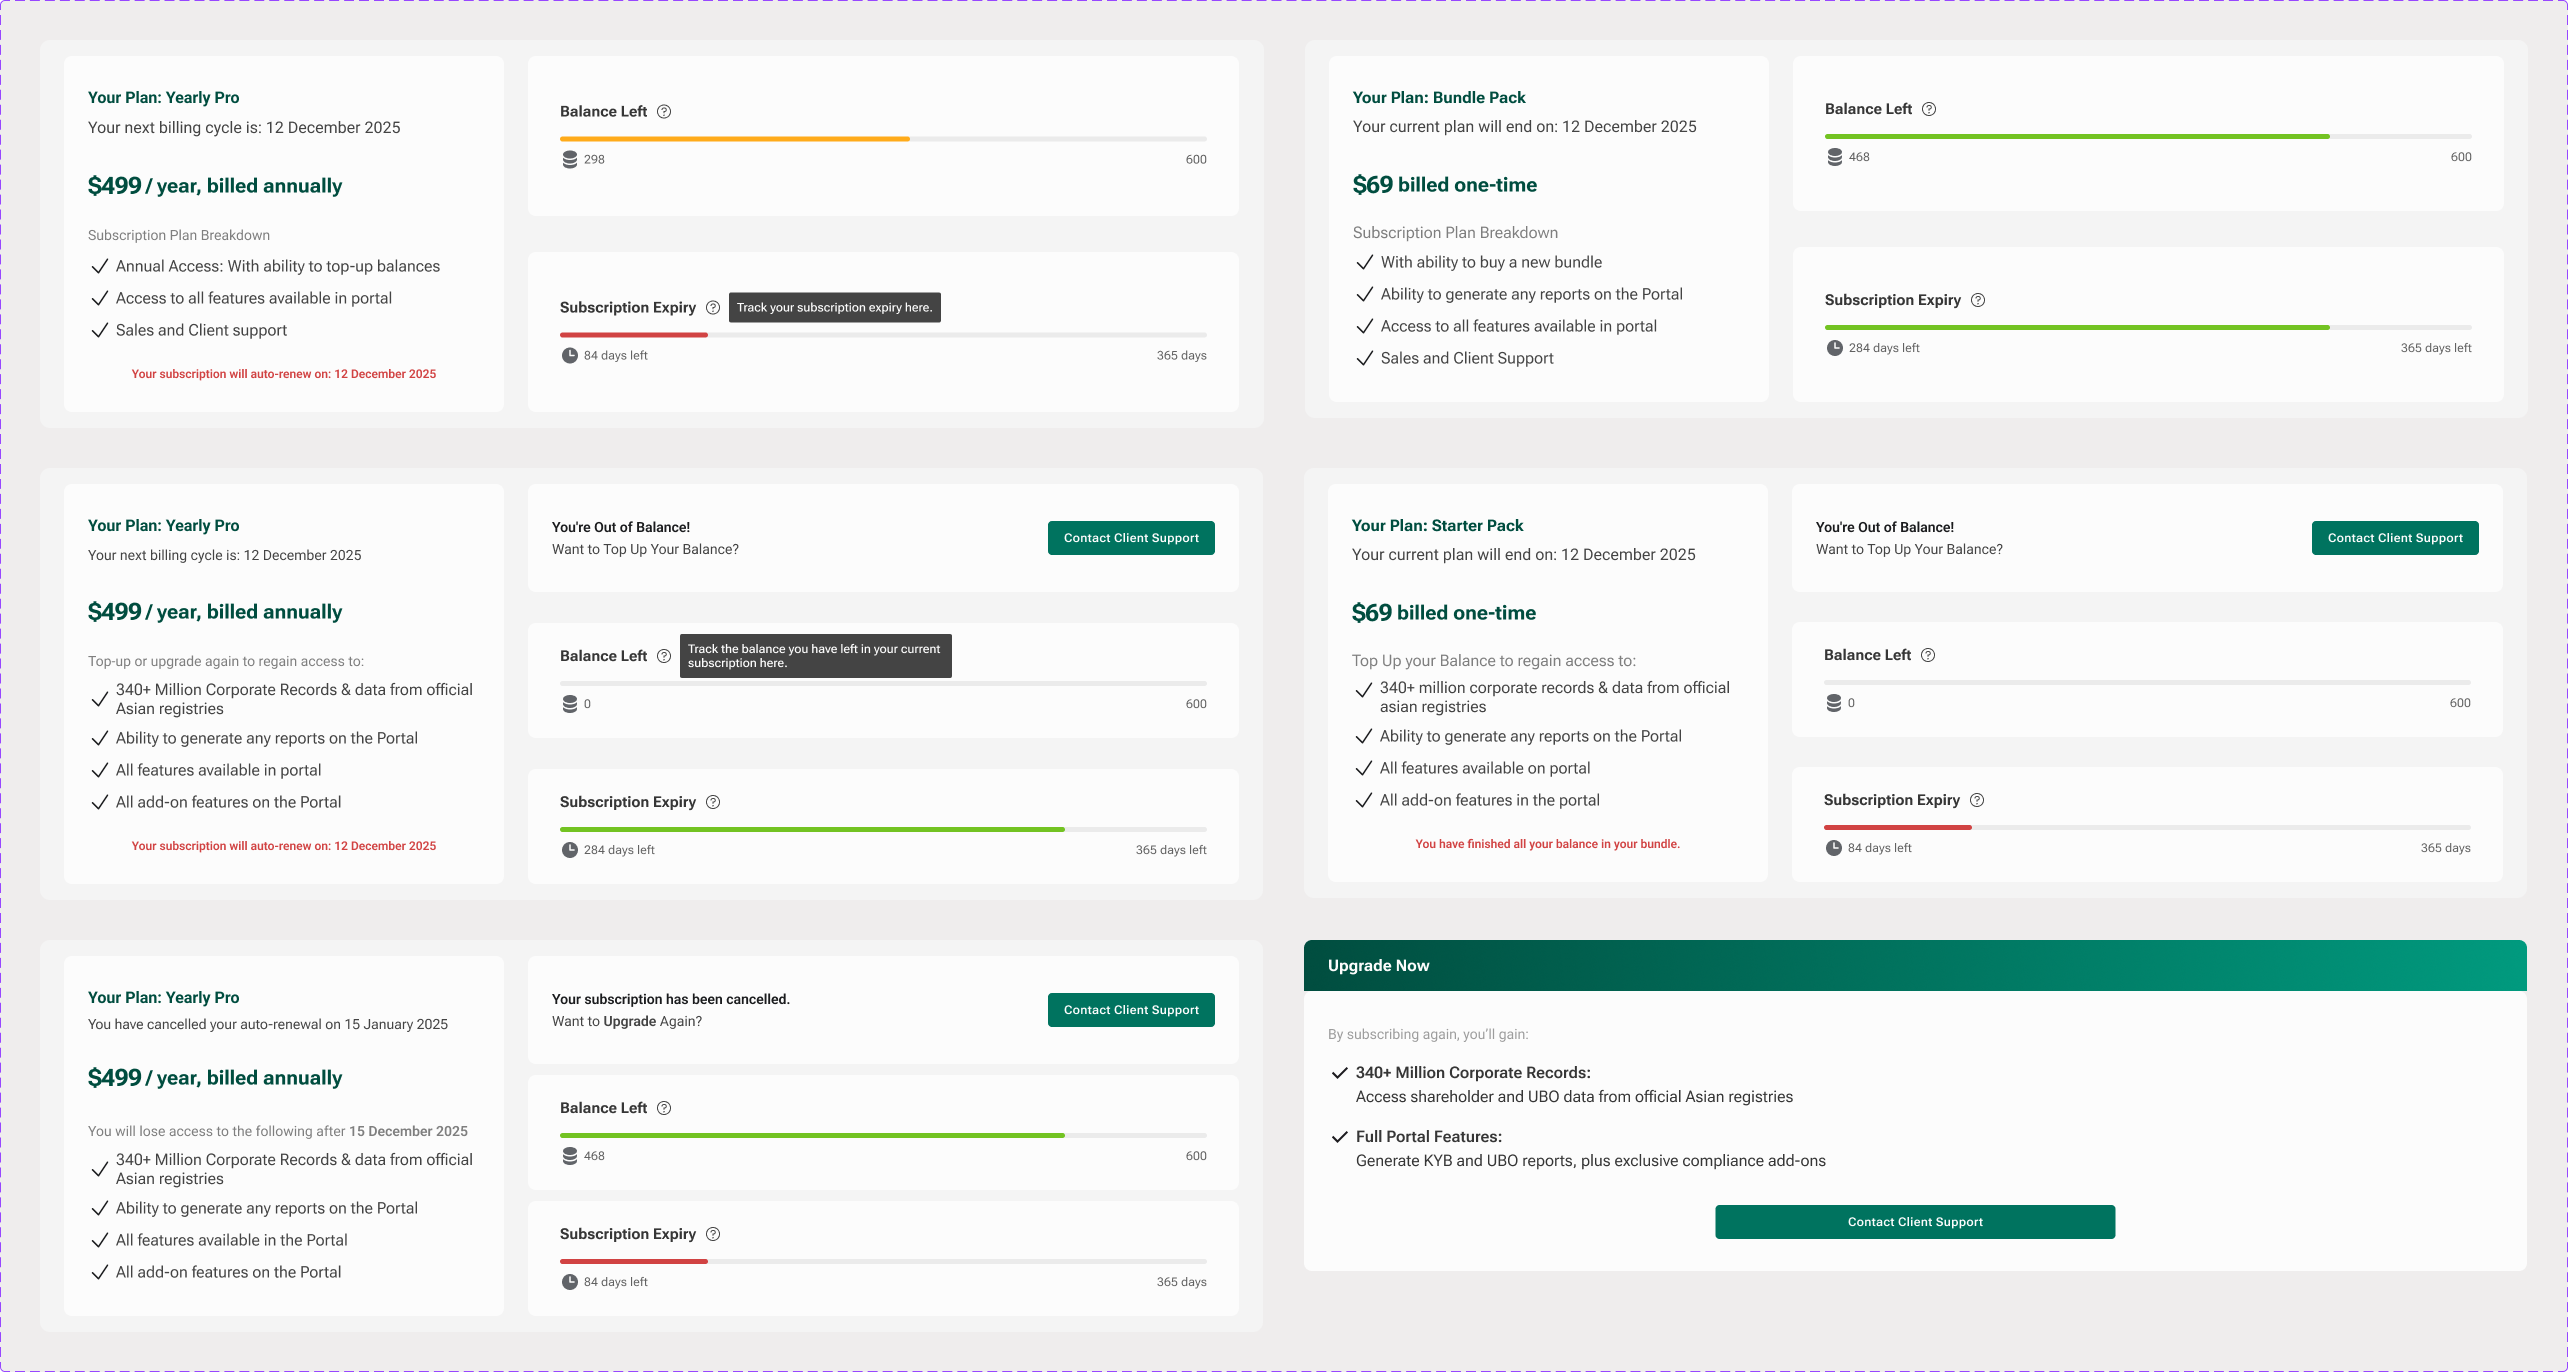 Your Plan: Yearly Pro
Your next billing cycle is: 12 December 2025
$499 / year, billed annually
Subscription Plan Breakdown
Annual Access: With ability to top-up balances
Access to all features available in portal
Sales and Client support
Your subscription will auto-renew on: 12 December 2025
Balance Left
298
600
Subscription Expiry
Track your subscription expiry here.
84 days left
365 days
Your Plan: Bundle Pack
Your current plan will end on: 12 December 2025
$69 billed one-time
Subscription Plan Breakdown
With ability to buy a new bundle
Ability to generate any reports on the Portal
Access to all features available in portal
Sales and Client Support
Balance Left
468
600
Subscription Expiry
284 days left
365 days left
Your Plan: Yearly Pro
Your next billing cycle is: 12 December 2025
$499 / year, billed annually
Top-up or upgrade again to regain access to:
340+ Million Corporate Records & data from official
Asian registries
Ability to generate any reports on the Portal
All features available in portal
All add-on features on the Portal
Your subscription will auto-renew on: 12 December 2025
You're Out of Balance!
Want to Top Up Your Balance?
Contact Client Support
Balance Left
Track the balance you have left in your current
subscription here.
0
600
Subscription Expiry
284 days left
365 days left
Your Plan: Starter Pack
Your current plan will end on: 12 December 2025
$69 billed one-time
Top Up your Balance to regain access to:
340+ million corporate records & data from official
asian registries
Ability to generate any reports on the Portal
All features available on portal
All add-on features in the portal
You have finished all your balance in your bundle.
You're Out of Balance!
Want to Top Up Your Balance?
Contact Client Support
Balance Left
0
600
Subscription Expiry
84 days left
365 days
Your Plan: Yearly Pro
You have cancelled your auto-renewal on 15 January 2025
$499 / year, billed annually
You will lose access to the following after 15 December 2025
340+ Million Corporate Records & data from official
Asian registries
Ability to generate any reports on the Portal
All features available in the Portal
All add-on features on the Portal
Your subscription has been cancelled.
Want to Upgrade Again?
Contact Client Support
Balance Left
468
600
Subscription Expiry
84 days left
365 days
Upgrade Now
By subscribing again, you'll gain:
340+ Million Corporate Records:
Access shareholder and UBO data from official Asian registries
Full Portal Features:
Generate KYB and UBO reports, plus exclusive compliance add-ons
Contact Client Support